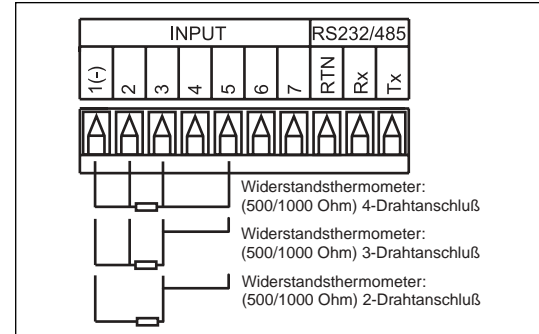 INPUT RS232/485
1(-) 2 3 4 5 6 7 RTN Rx Tx
Widerstandsthermometer:
(500/1000 Ohm) 4-Drahtanschluß
Widerstandsthermometer:
(500/1000 Ohm) 3-Drahtanschluß
Widerstandsthermometer:
(500/1000 Ohm) 2-Drahtanschluß